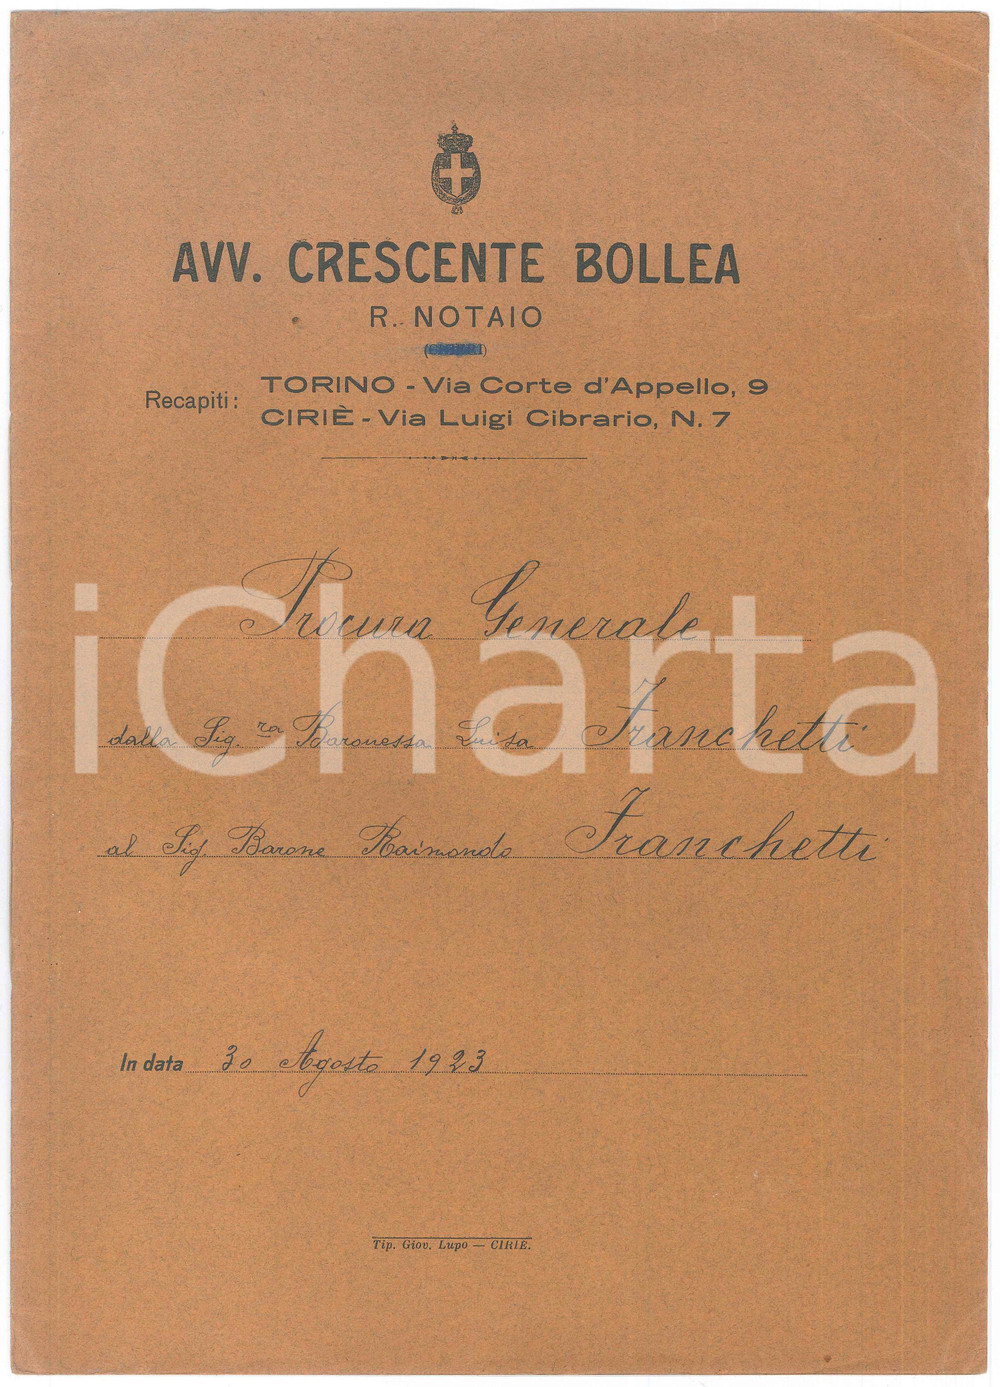 AVV. CRESCENTE BOLLEA
R. NOTAIO
Recapiti:
TORINO - Via Corte d'Appello, 9
CIRIÈ - Via Luigi Cibrario, N. 7
Procura Generale
iCharta
dalla Sig.ra Baronessa Luisa Franchetti
al Sig. Barone Raimondo Franchetti
In data 30 Agosto 1923
Tip. Giov. Lupo — CIRIÈ.